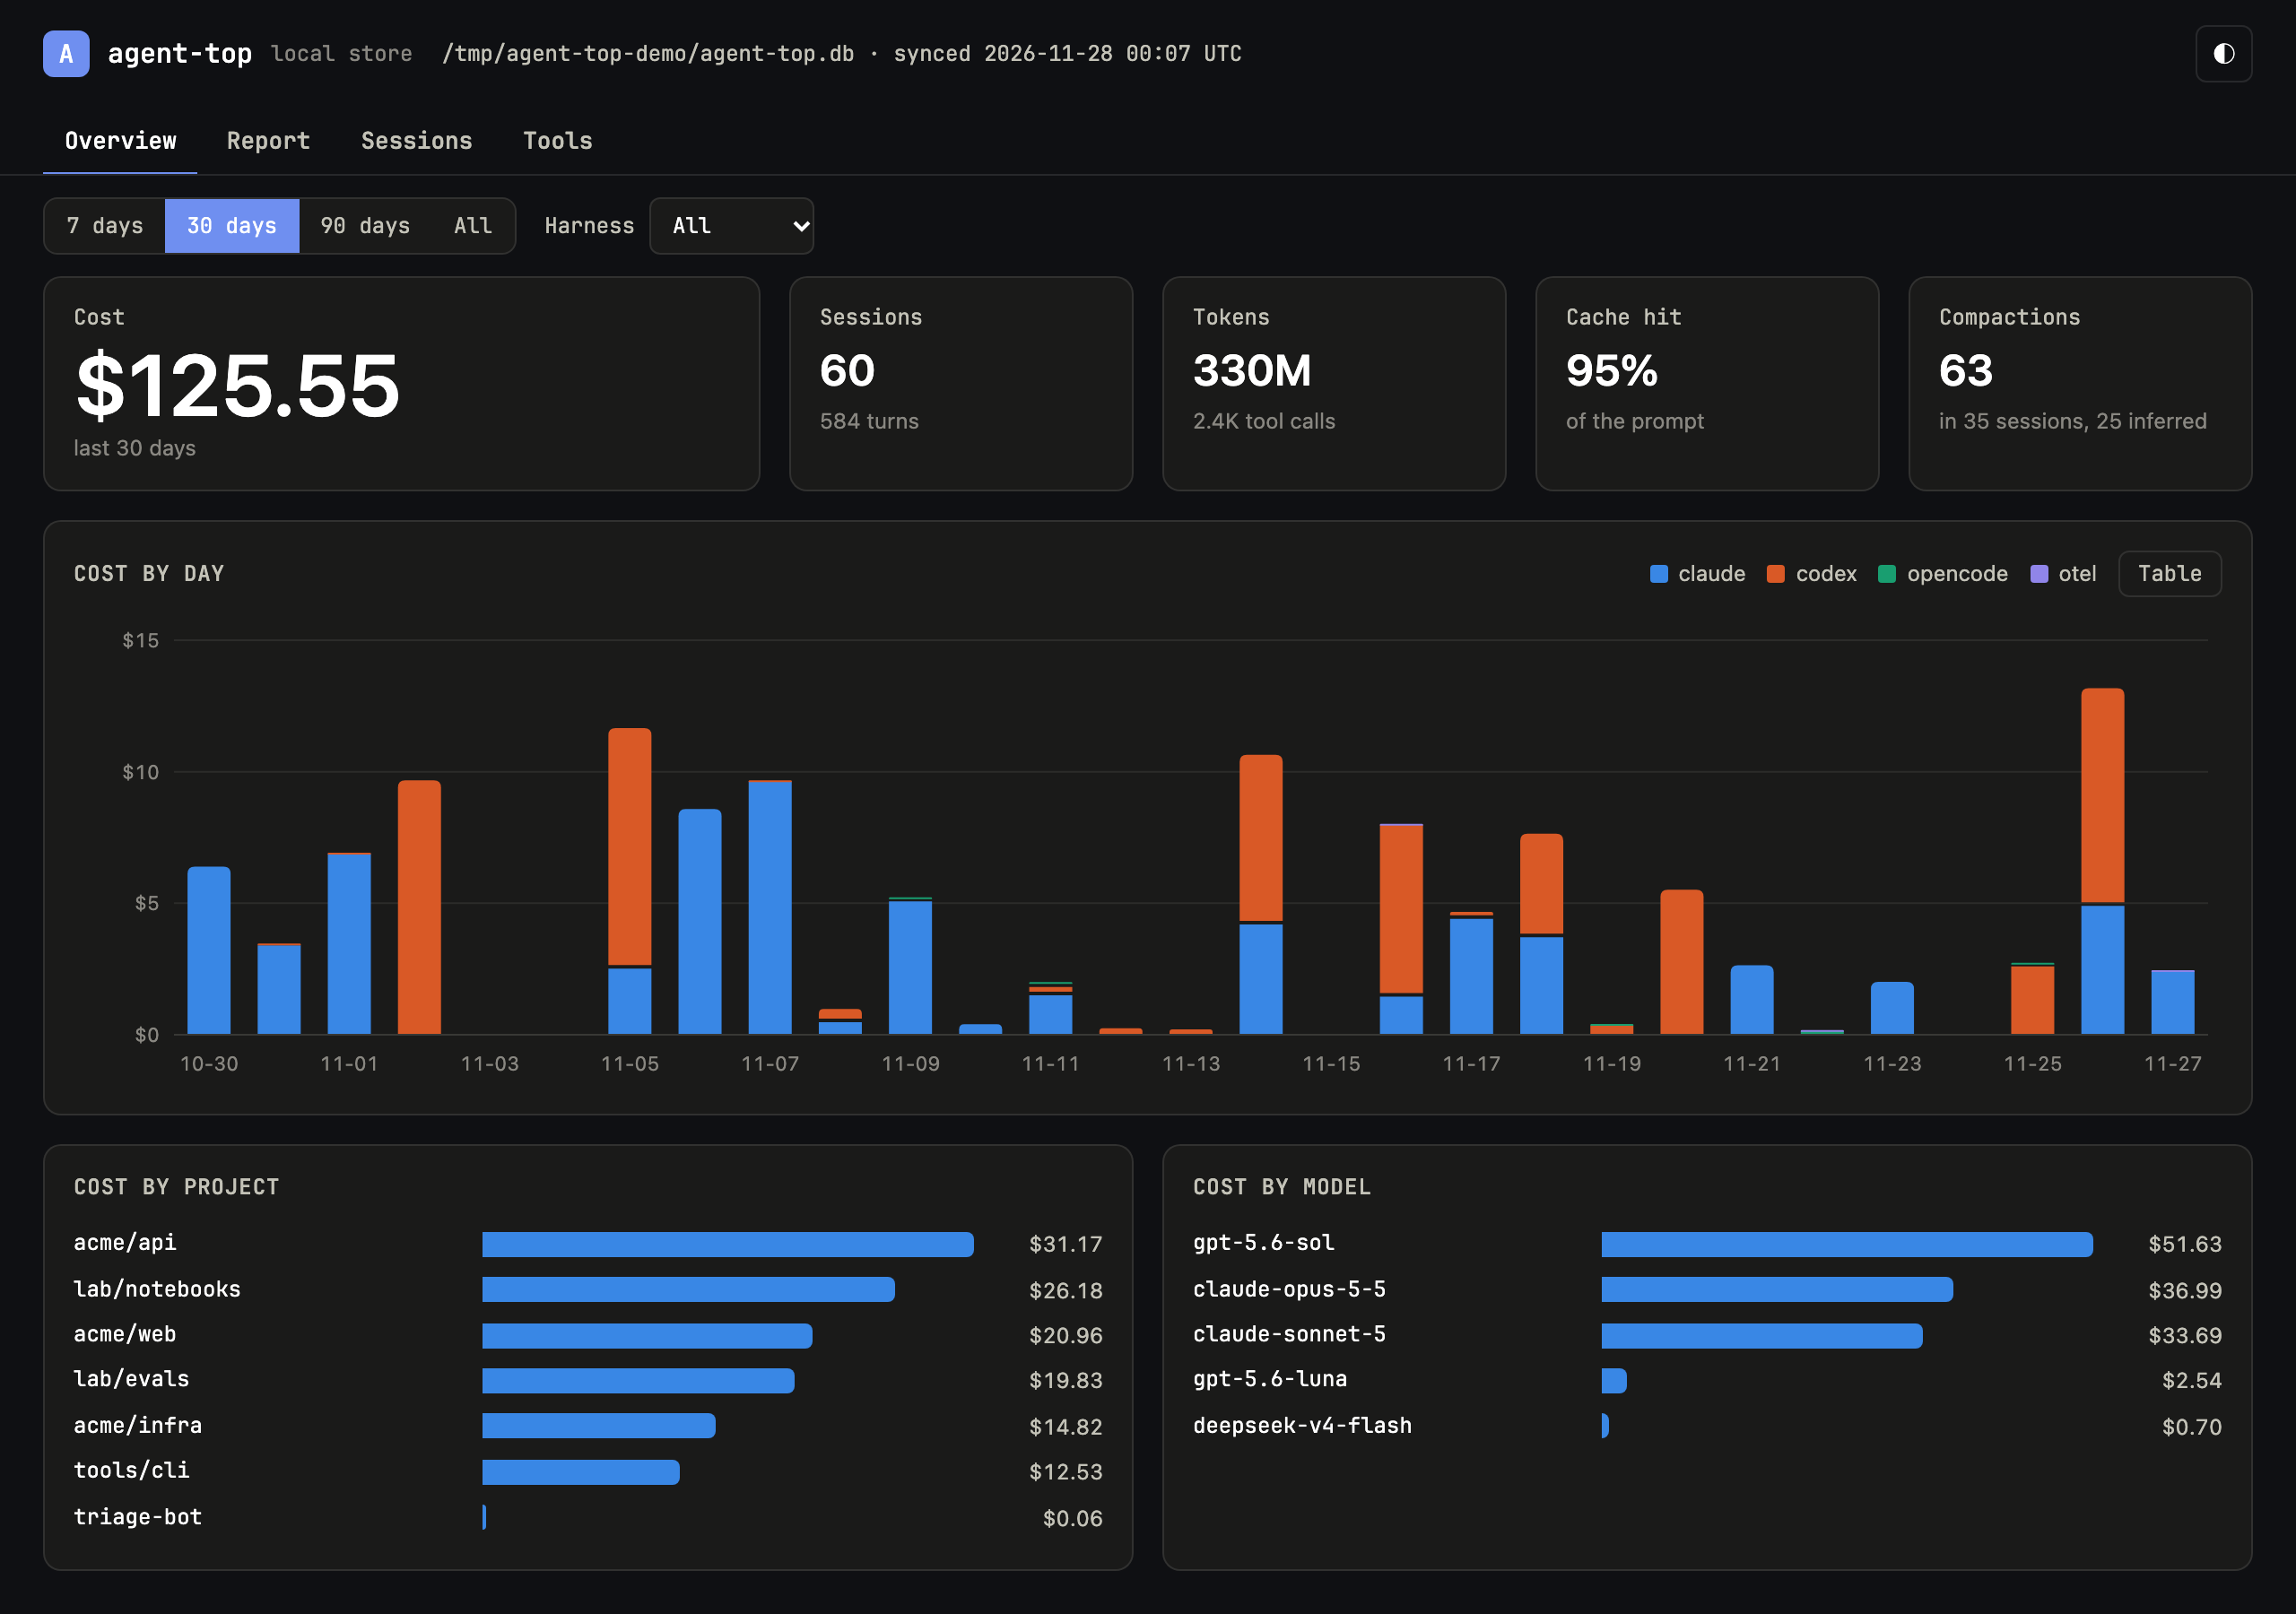 A agent-top local store /tmp/agent-top-demo/agent-top.db · synced 2026-11-28 00:07 UTC
Overview Report Sessions Tools
7 days 30 days 90 days All Harness All
Cost
$125.55
last 30 days
Sessions
60
584 turns
Tokens
330M
2.4K tool calls
Cache hit
95%
of the prompt
Compactions
63
in 35 sessions, 25 inferred
COST BY DAY
claude codex opencode otel Table
$15
$10
$5
$0
10-30 11-01 11-03 11-05 11-07 11-09 11-11 11-13 11-15 11-17 11-19 11-21 11-23 11-25 11-27
COST BY PROJECT
acme/api $31.17
lab/notebooks $26.18
acme/web $20.96
lab/evals $19.83
acme/infra $14.82
tools/cli $12.53
triage-bot $0.06
COST BY MODEL
gpt-5.6-sol $51.63
claude-opus-5-5 $36.99
claude-sonnet-5 $33.69
gpt-5.6-luna $2.54
deepseek-v4-flash $0.70